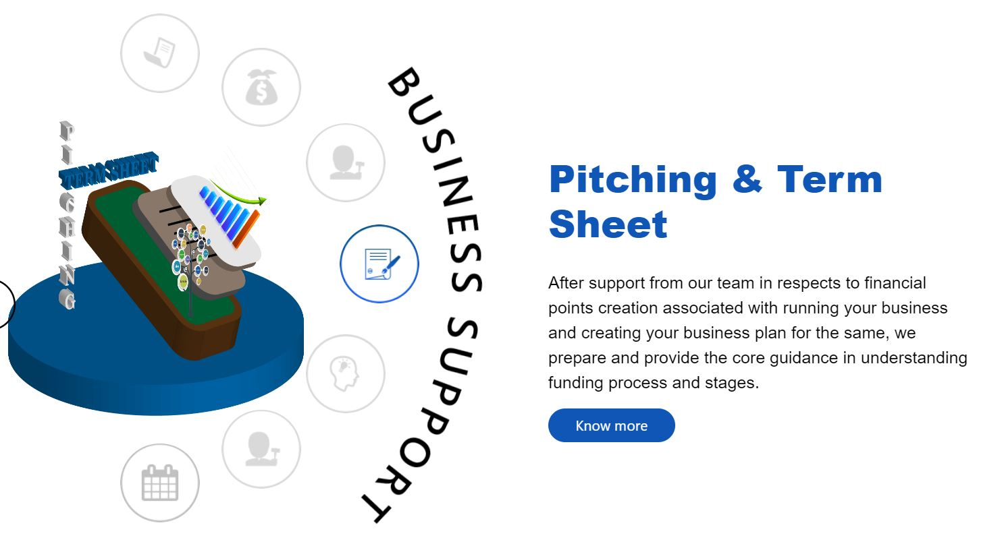 PITCHING
TERM SHEET
BUSINESS SUPPORT
Pitching & Term
Sheet
After support from our team in respects to financial
points creation associated with running your business
and creating your business plan for the same, we
prepare and provide the core guidance in understanding
funding process and stages.
Know more